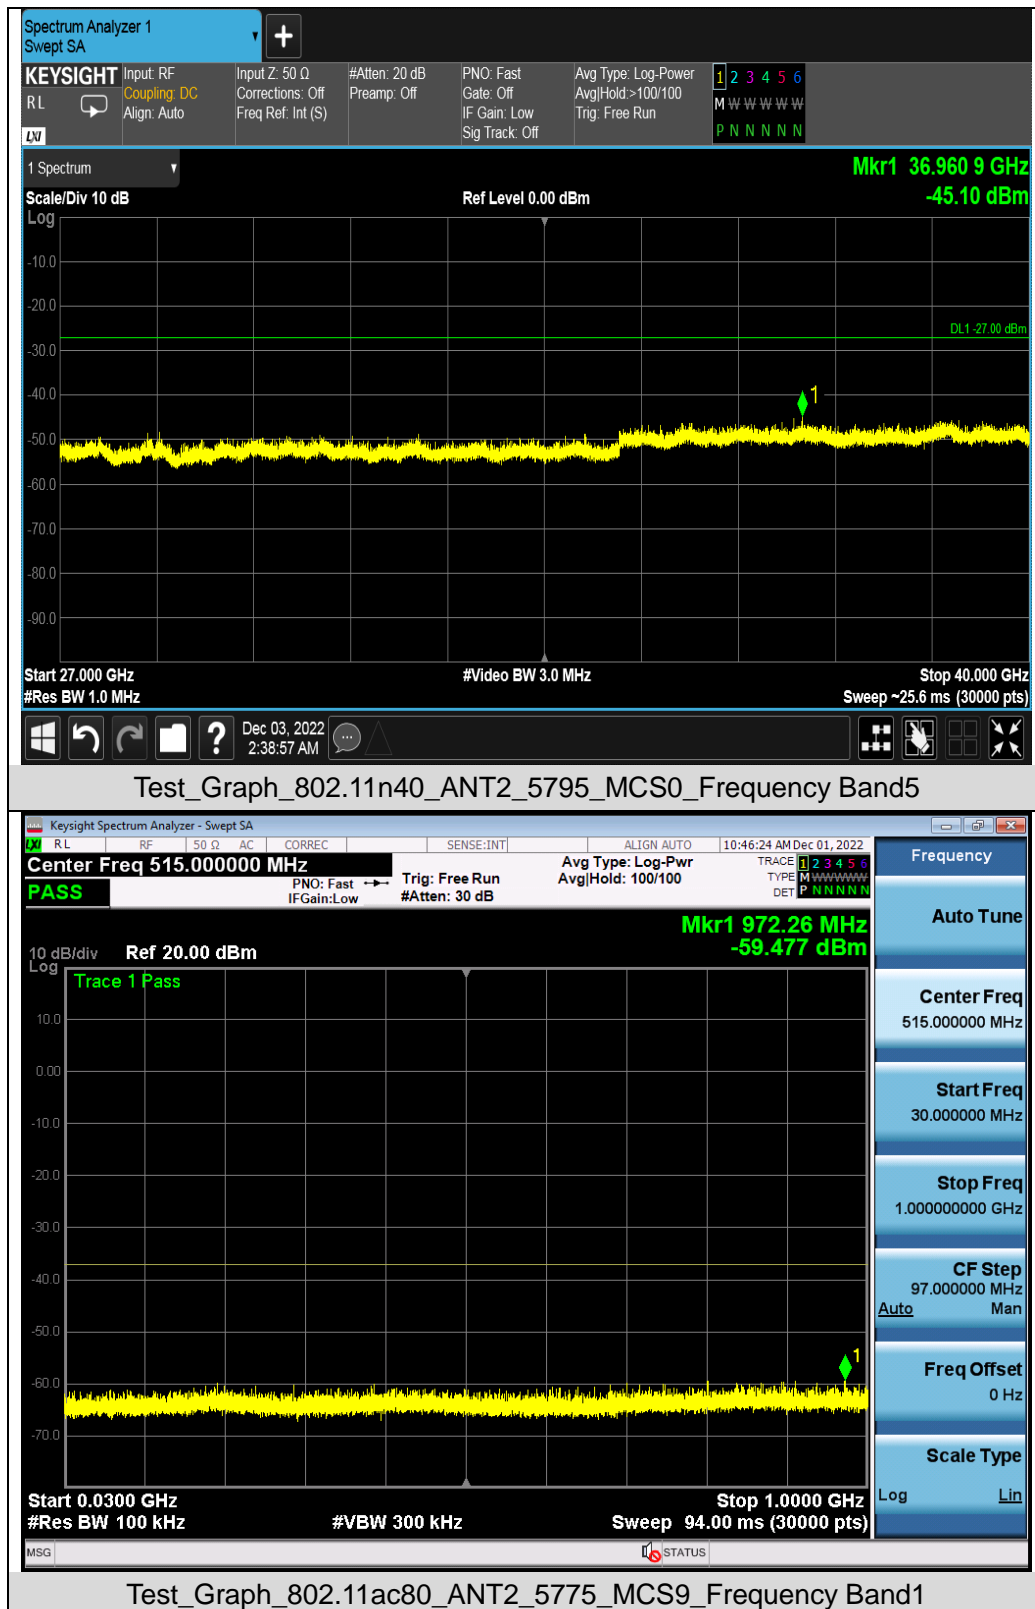 Spectrum Analyzer 1
Swept SA
+
KEYSIGHT Input: RF Input Z: 50 Ω #Atten: 20 dB PNO: Fast Avg Type: Log-Power 1 2 3 4 5 6
Coupling: DC Corrections: Off Preamp: Off Gate: Off Avg|Hold:>100/100
R L Align: Auto Freq Ref: Int (S) IF Gain: Low Trig: Free Run M W W W W W
LXI Sig Track: Off P N N N N N
1 Spectrum
Mkr1 36.960 9 GHz
Scale/Div 10 dB Ref Level 0.00 dBm -45.10 dBm
Log
-10.0
-20.0
DL1 -27.00 dBm
-30.0
-40.0
1
-50.0
-60.0
-70.0
-80.0
-90.0
Start 27.000 GHz #Video BW 3.0 MHz Stop 40.000 GHz
#Res BW 1.0 MHz Sweep ~25.6 ms (30000 pts)
? Dec 03, 2022
2:38:57 AM
Test_Graph_802.11n40_ANT2_5795_MCS0_Frequency Band5
Keysight Spectrum Analyzer - Swept SA
LXI R L RF 50 Ω AC CORREC SENSE:INT ALIGN AUTO 10:46:24 AM Dec 01, 2022
Center Freq 515.000000 MHz Avg Type: Log-Pwr TRACE 1 2 3 4 5 6
PASS PNO: Fast Trig: Free Run Avg|Hold: 100/100 TYPE M W W W W W
IFGain:Low #Atten: 30 dB DET P N N N N N
Mkr1 972.26 MHz
10 dB/div Ref 20.00 dBm -59.477 dBm
Log
Trace 1 Pass
10.0
0.00
-10.0
-20.0
-30.0
-40.0
-50.0
1
-60.0
-70.0
Start 0.0300 GHz Stop 1.0000 GHz
#Res BW 100 kHz #VBW 300 kHz Sweep 94.00 ms (30000 pts)
MSG STATUS
Frequency
Auto Tune
Center Freq
515.000000 MHz
Start Freq
30.000000 MHz
Stop Freq
1.000000000 GHz
CF Step
97.000000 MHz
Auto Man
Freq Offset
0 Hz
Scale Type
Log Lin
Test_Graph_802.11ac80_ANT2_5775_MCS9_Frequency Band1